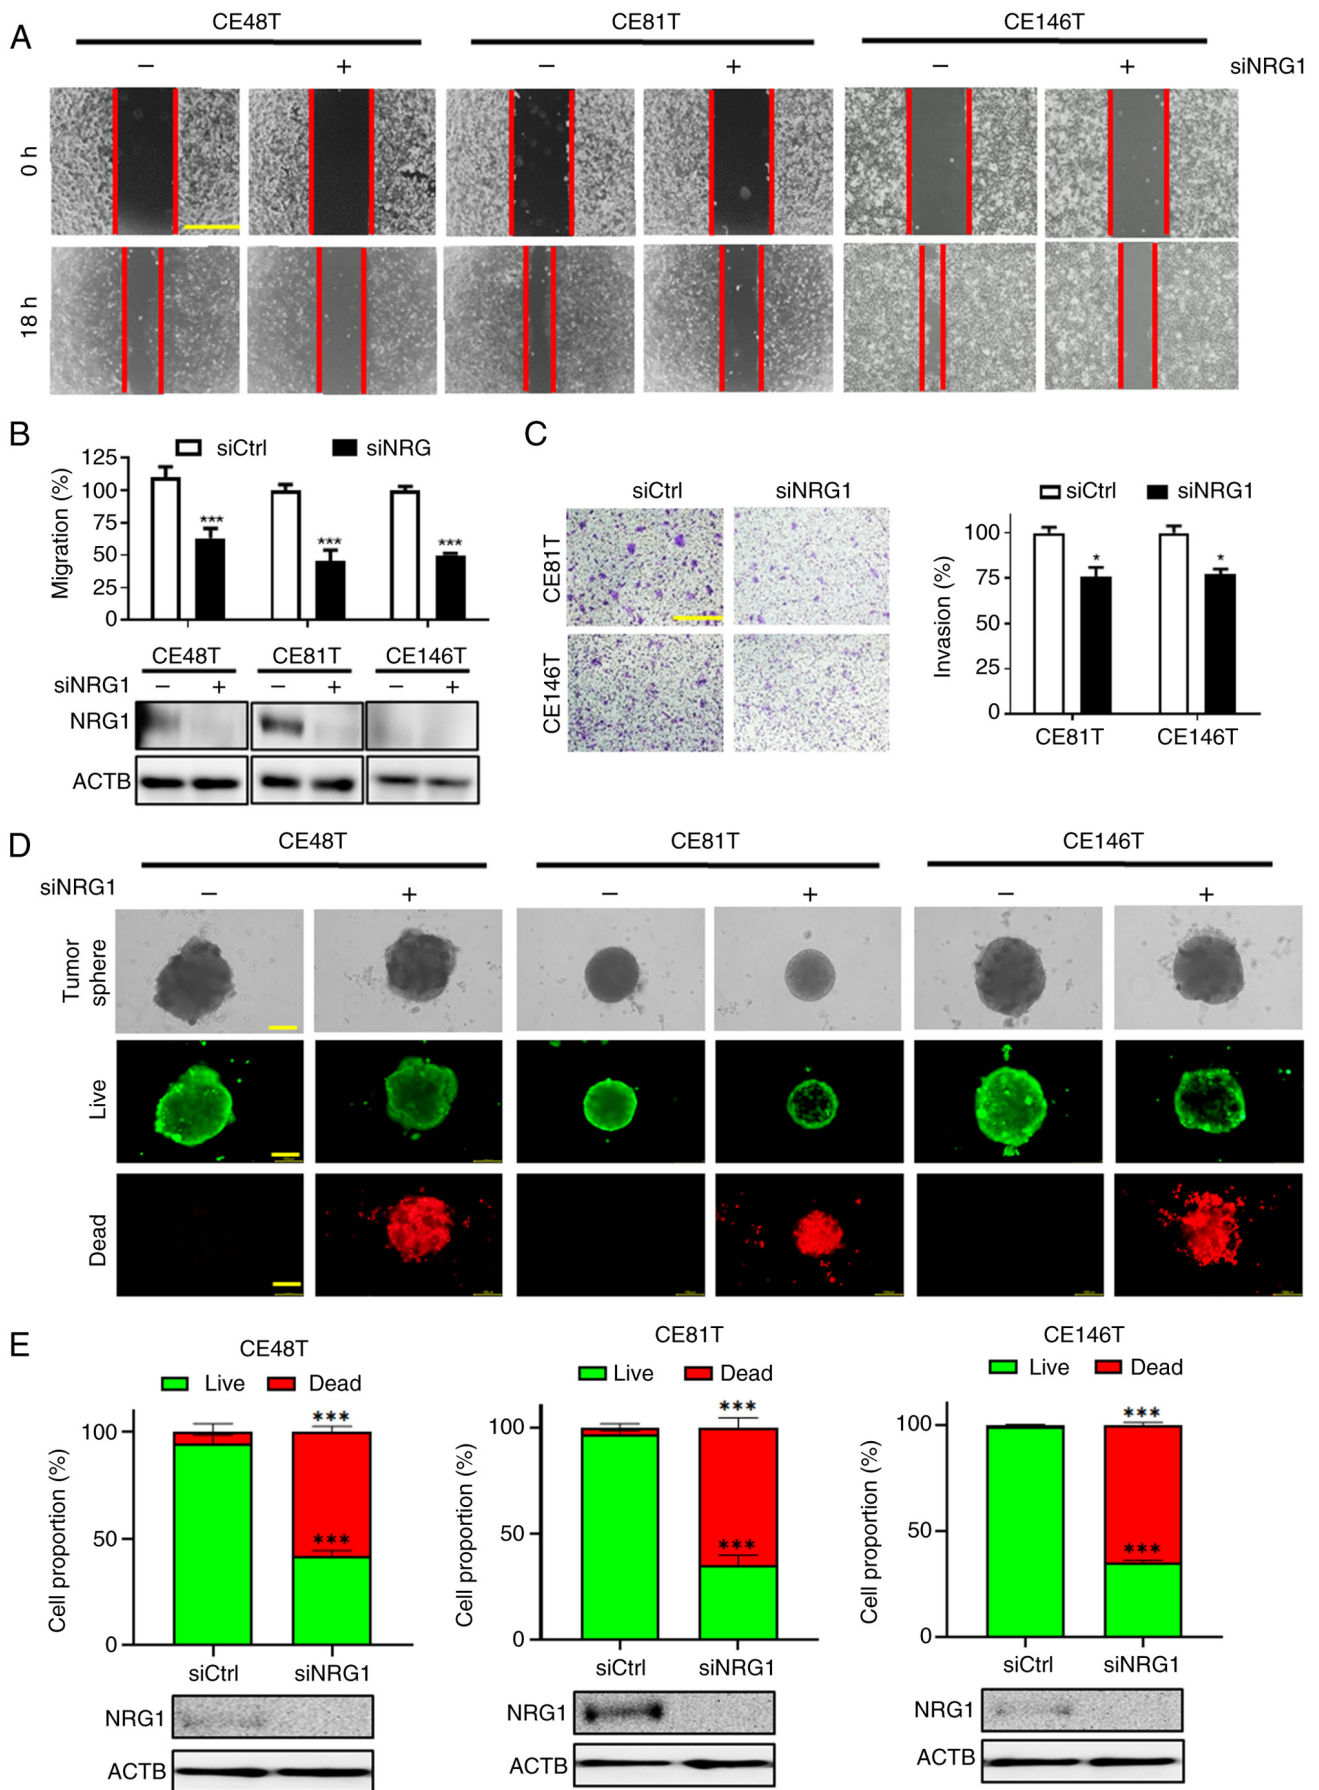 A
CE48T CE81T CE146T
– + – + – + siNRG1
0 h
18 h
B
siCtrl siNRG
Migration (%)
125
100
75
50
25
0
CE48T CE81T CE146T
siNRG1 – + – + – +
NRG1
ACTB
*** *** ***
C
siCtrl siNRG1
CE81T
CE146T
siCtrl siNRG1
Invasion (%)
100
75
50
25
0
* *
CE81T CE146T
D
CE48T CE81T CE146T
siNRG1 – + – + – +
Tumor
sphere
Live
Dead
E
CE48T
Live Dead
Cell proportion (%)
100
50
0
***
***
siCtrl siNRG1
NRG1
ACTB
CE81T
Live Dead
Cell proportion (%)
100
50
0
***
***
siCtrl siNRG1
NRG1
ACTB
CE146T
Live Dead
Cell proportion (%)
100
50
0
***
***
siCtrl siNRG1
NRG1
ACTB